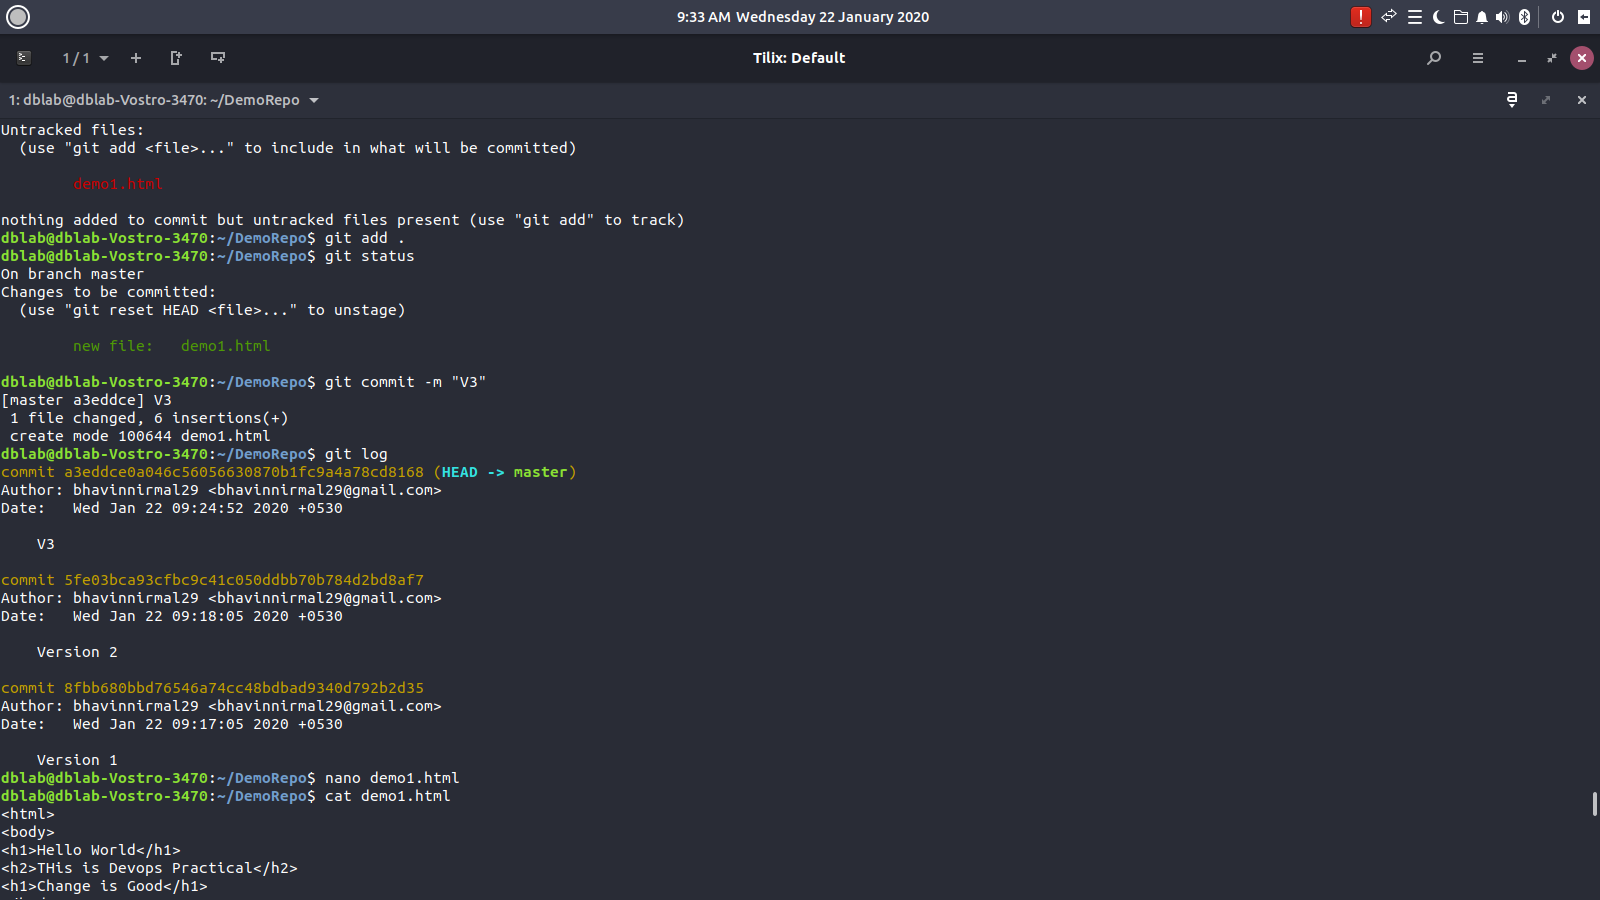 9:33 AM Wednesday 22 January 2020
1 / 1
Tilix: Default
1: dblab@dblab-Vostro-3470: ~/DemoRepo
Untracked files:
  (use "git add <file>..." to include in what will be committed)
        demo1.html
nothing added to commit but untracked files present (use "git add" to track)
dblab@dblab-Vostro-3470:~/DemoRepo$ git add .
dblab@dblab-Vostro-3470:~/DemoRepo$ git status
On branch master
Changes to be committed:
  (use "git reset HEAD <file>..." to unstage)
        new file:   demo1.html
dblab@dblab-Vostro-3470:~/DemoRepo$ git commit -m "V3"
[master a3eddce] V3
 1 file changed, 6 insertions(+)
 create mode 100644 demo1.html
dblab@dblab-Vostro-3470:~/DemoRepo$ git log
commit a3eddce0a046c56056630870b1fc9a4a78cd8168 (HEAD -> master)
Author: bhavinnirmal29 <bhavinnirmal29@gmail.com>
Date:   Wed Jan 22 09:24:52 2020 +0530
    V3
commit 5fe03bca93cfbc9c41c050ddbb70b784d2bd8af7
Author: bhavinnirmal29 <bhavinnirmal29@gmail.com>
Date:   Wed Jan 22 09:18:05 2020 +0530
    Version 2
commit 8fbb680bbd76546a74cc48bdbad9340d792b2d35
Author: bhavinnirmal29 <bhavinnirmal29@gmail.com>
Date:   Wed Jan 22 09:17:05 2020 +0530
    Version 1
dblab@dblab-Vostro-3470:~/DemoRepo$ nano demo1.html
dblab@dblab-Vostro-3470:~/DemoRepo$ cat demo1.html
<html>
<body>
<h1>Hello World</h1>
<h2>THis is Devops Practical</h2>
<h1>Change is Good</h1>